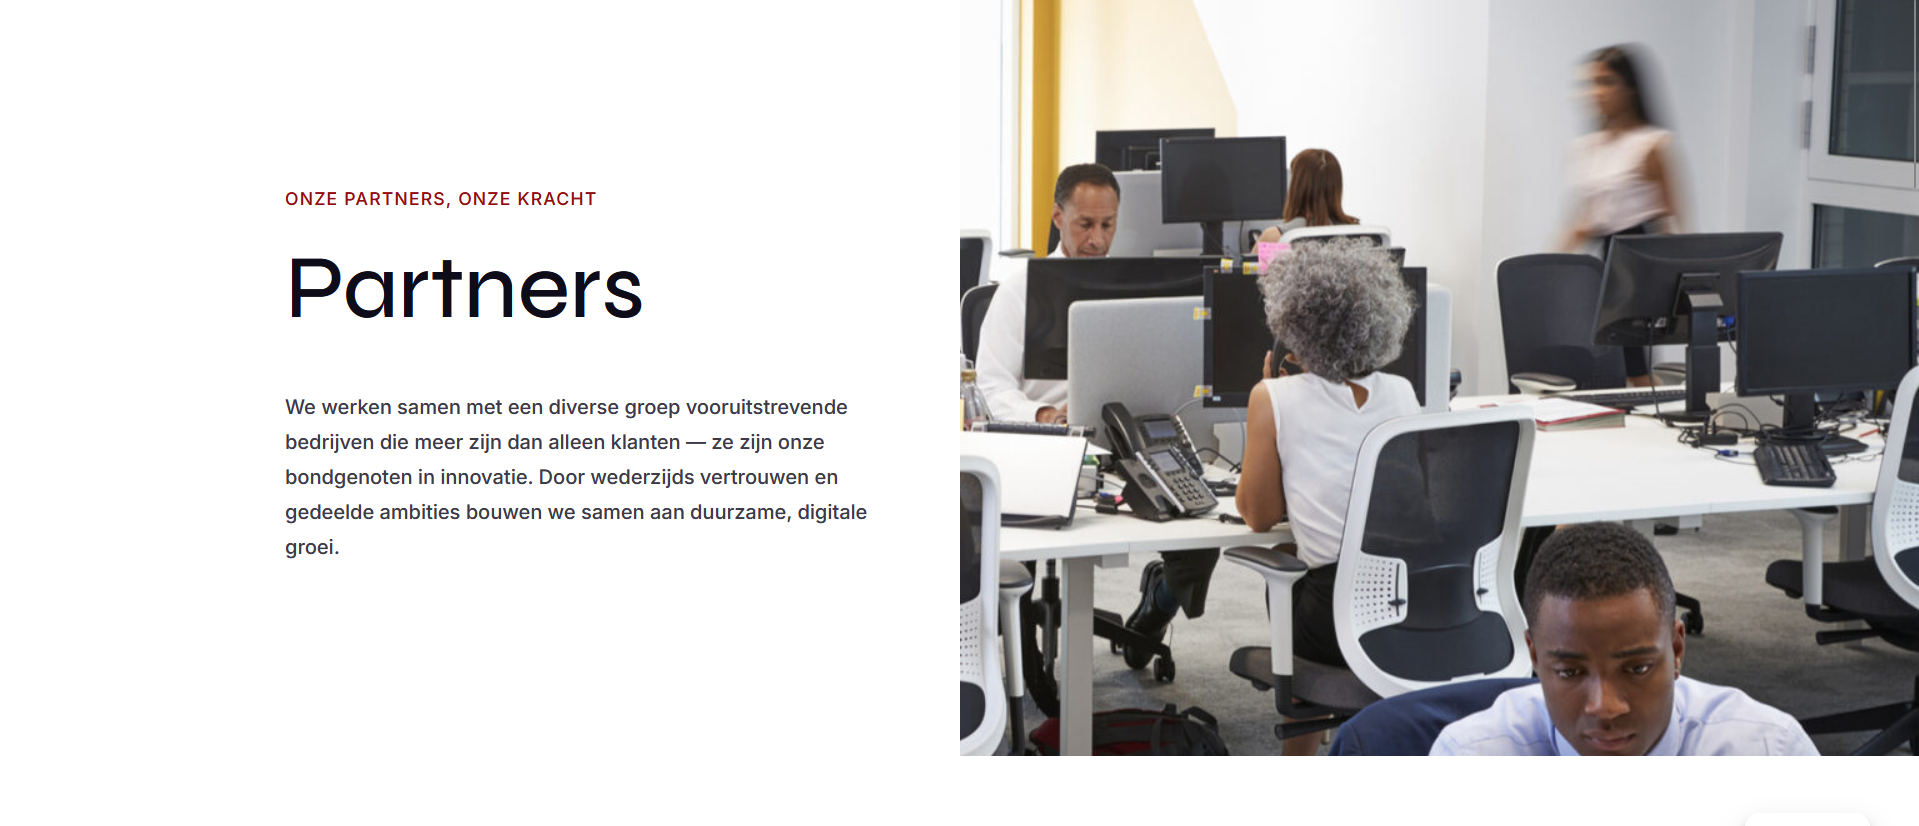 ONZE PARTNERS, ONZE KRACHT
Partners
We werken samen met een diverse groep vooruitstrevende
bedrijven die meer zijn dan alleen klanten — ze zijn onze
bondgenoten in innovatie. Door wederzijds vertrouwen en
gedeelde ambities bouwen we samen aan duurzame, digitale
groei.